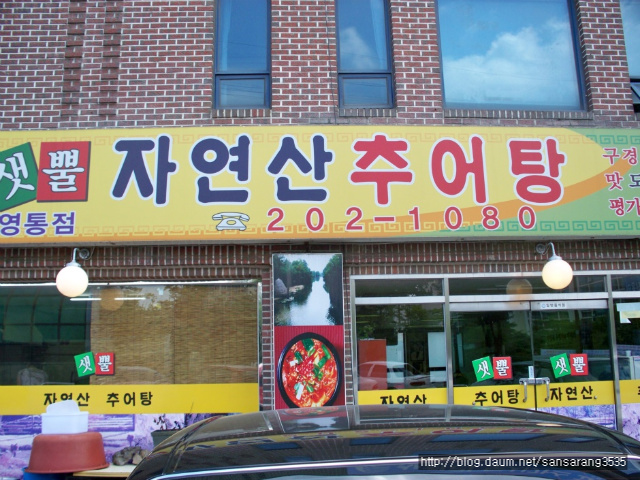 샛뿔 자연산 추어탕
영통점
202-1080
구경
맛
평가
샛뿔
자연산 추어탕
샛뿔 샛뿔
자연산 추어탕 자연산
http://blog.daum.net/sansarang3535